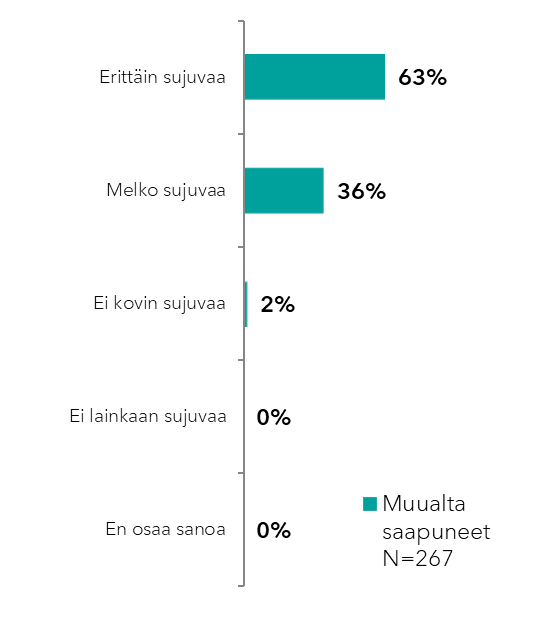 Erittäin sujuvaa 63%
Melko sujuvaa 36%
Ei kovin sujuvaa 2%
Ei lainkaan sujuvaa 0%
En osaa sanoa 0%
Muualta
saapuneet
N=267